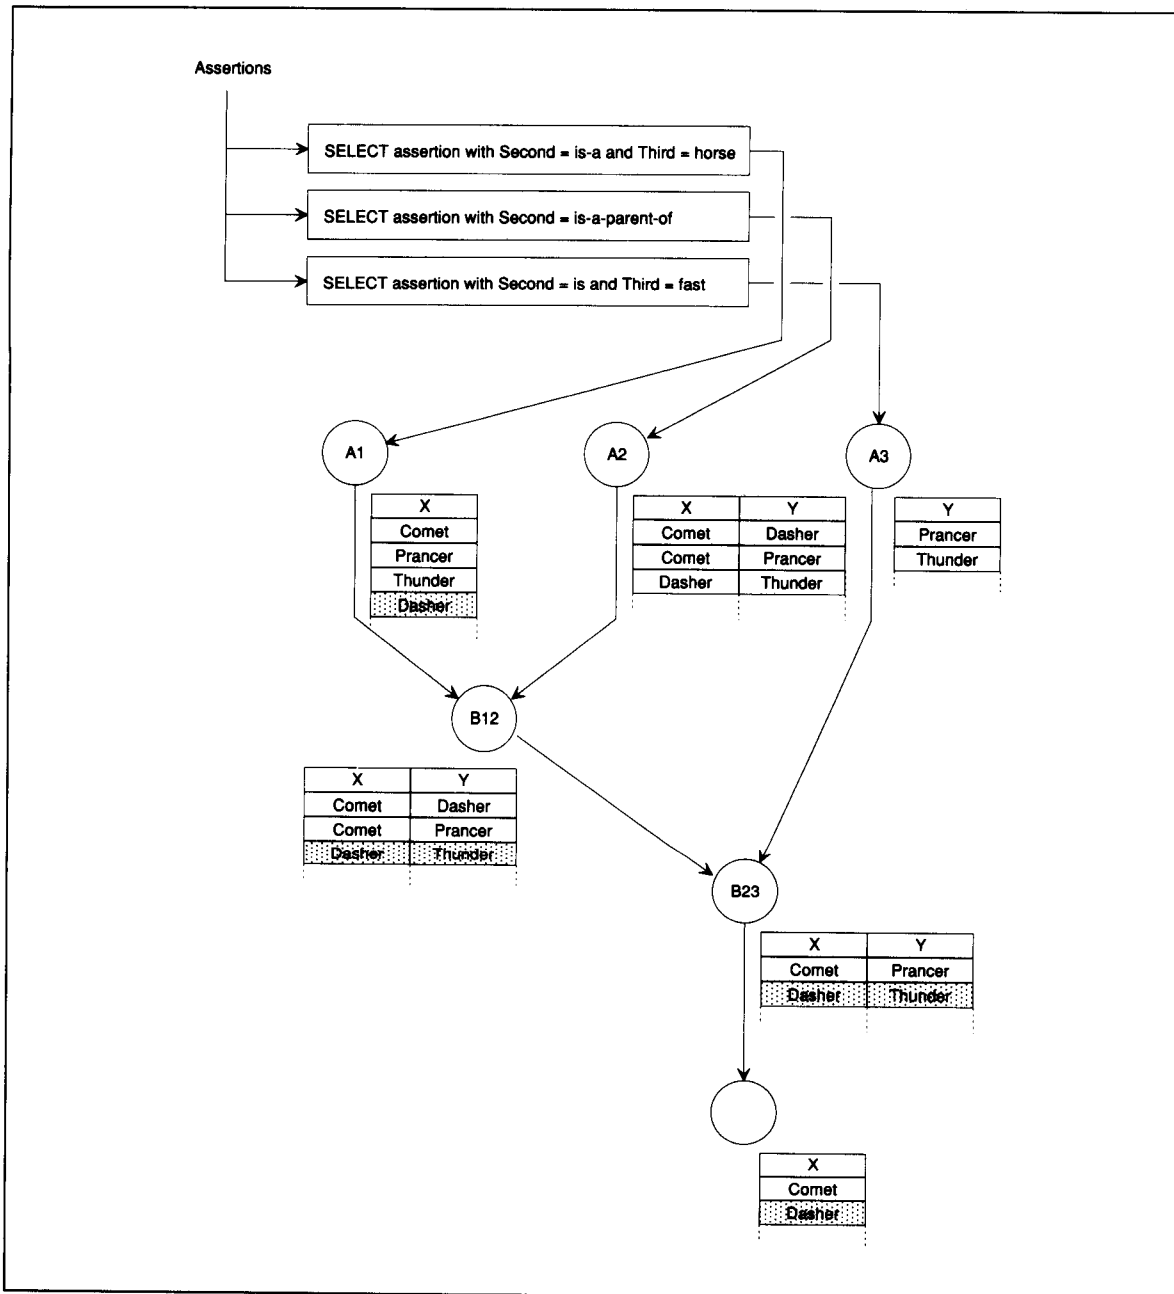 Assertions
SELECT assertion with Second = is-a and Third = horse
SELECT assertion with Second = is-a-parent-of
SELECT assertion with Second = is and Third = fast
A1
A2
A3
X
Comet
Prancer
Thunder
Dasher
X Y
Comet Dasher
Comet Prancer
Dasher Thunder
Y
Prancer
Thunder
B12
X Y
Comet Dasher
Comet Prancer
Dasher Thunder
B23
X Y
Comet Prancer
Dasher Thunder
X
Comet
Dasher